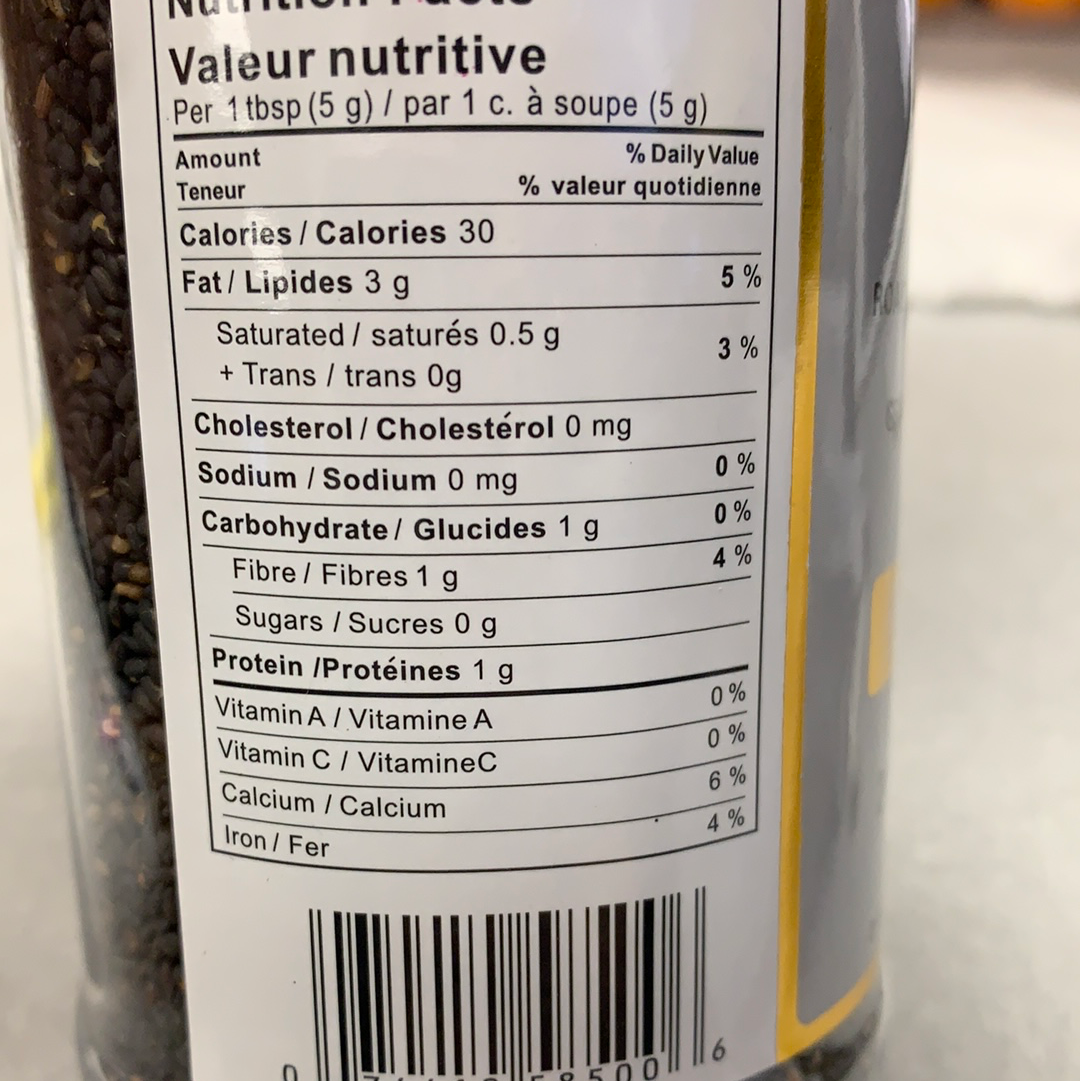 Nutrition Facts
Valeur nutritive
Per 1 tbsp (5 g) / par 1 c. à soupe (5 g)
Amount % Daily Value
Teneur % valeur quotidienne
Calories / Calories 30
Fat / Lipides 3 g 5 %
Saturated / saturés 0.5 g
+ Trans / trans 0g 3 %
Cholesterol / Cholestérol 0 mg
Sodium / Sodium 0 mg 0 %
Carbohydrate / Glucides 1 g 0 %
Fibre / Fibres 1 g 4 %
Sugars / Sucres 0 g
Protein /Protéines 1 g
Vitamin A / Vitamine A 0 %
Vitamin C / VitamineC 0 %
Calcium / Calcium 6 %
Iron / Fer 4 %